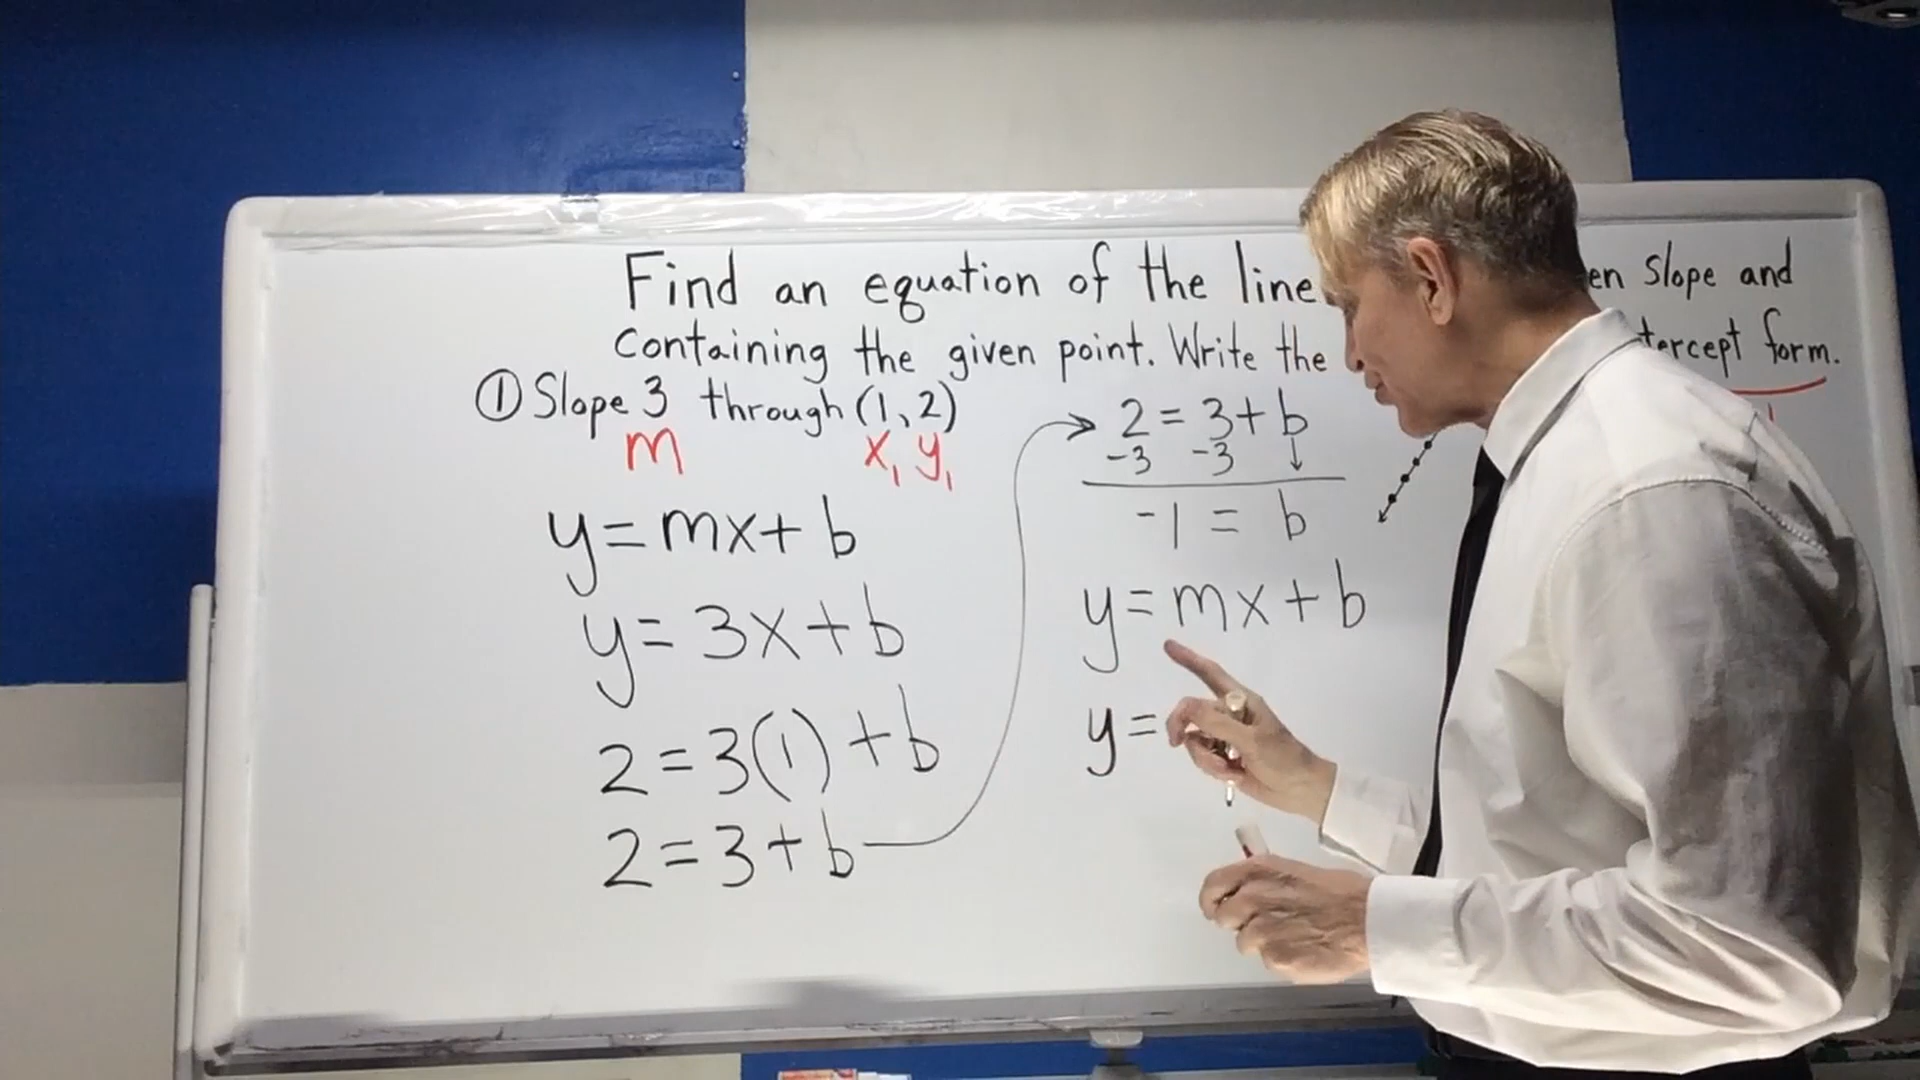 Find an equation of the line en slope and
containing the given point. Write the tercept form.
① Slope 3 through (1, 2)
m x₁ y₁
y = mx + b
y = 3x + b
2 = 3(1) + b
2 = 3 + b
2 = 3 + b
-3 -3
-1 = b
y = mx + b
y =